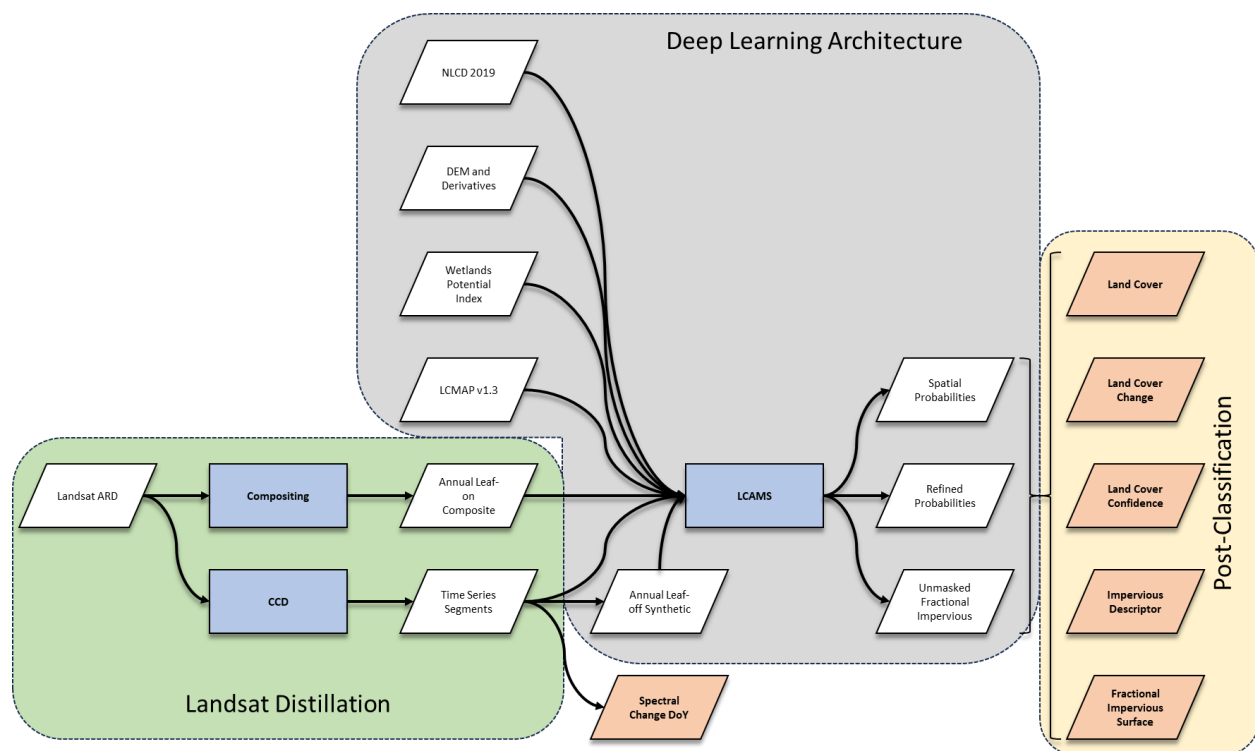 Deep Learning Architecture
NLCD 2019
DEM and
Derivatives
Wetlands
Potential
Index
LCMAP v1.3
Landsat ARD
Compositing
Annual Leaf-
on
Composite
CCD
Time Series
Segments
Landsat Distillation
Annual Leaf-
off Synthetic
Spectral
Change DoY
LCAMS
Spatial
Probabilities
Refined
Probabilities
Unmasked
Fractional
Impervious
Land Cover
Land Cover
Change
Land Cover
Confidence
Impervious
Descriptor
Fractional
Impervious
Surface
Post-Classification